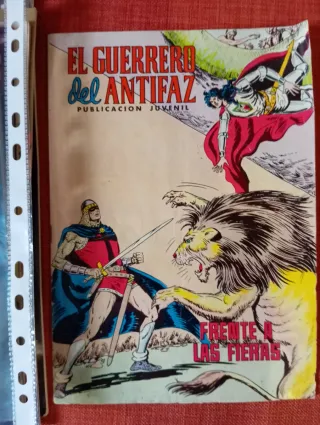 EL GUERRERO
del ANTIFAZ
PUBLICACION JUVENIL
FRENTE A
LAS FIERAS